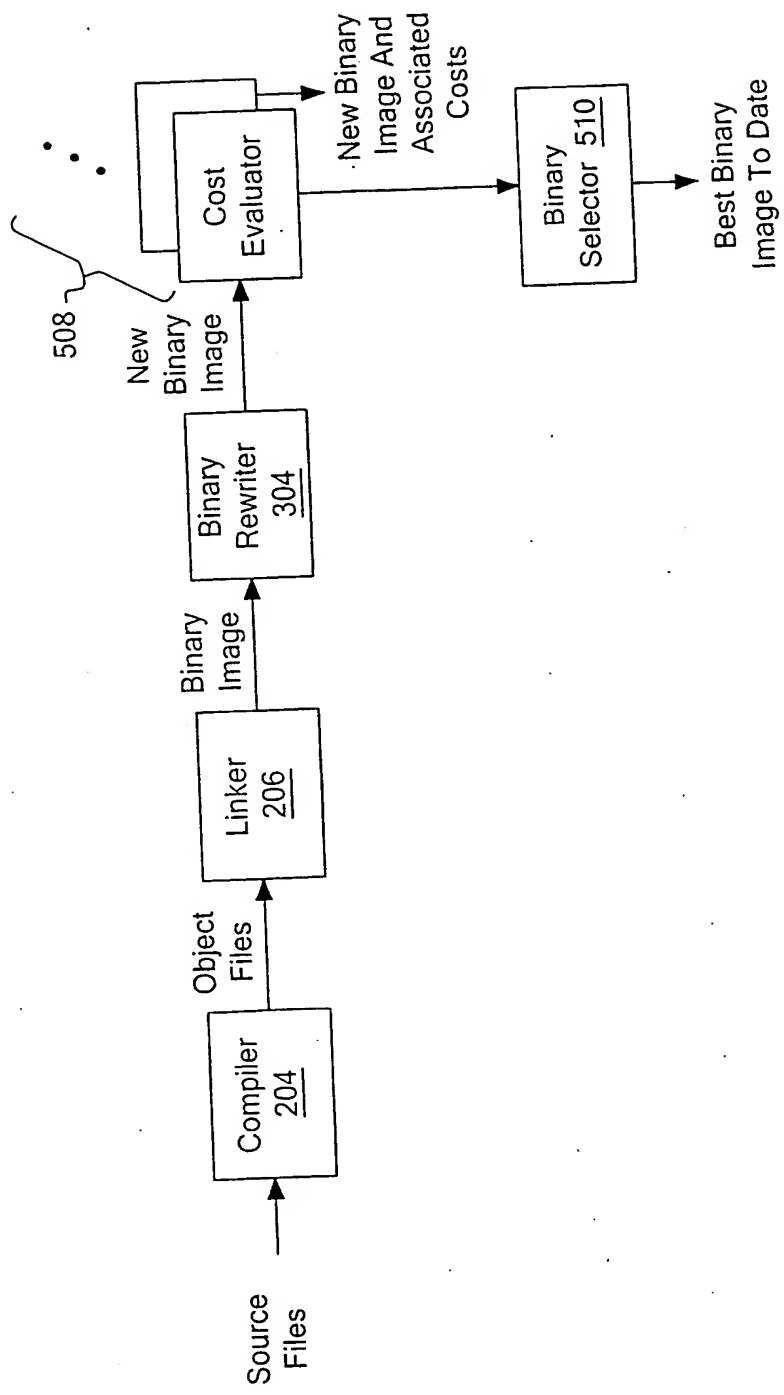 Source
Files
Compiler
204
Object
Files
Linker
206
Binary
Image
Binary
Rewriter
304
New
Binary
Image
508
Cost
Evaluator
New Binary
Image And
Associated
Costs
Binary
Selector 510
Best Binary
Image To Date